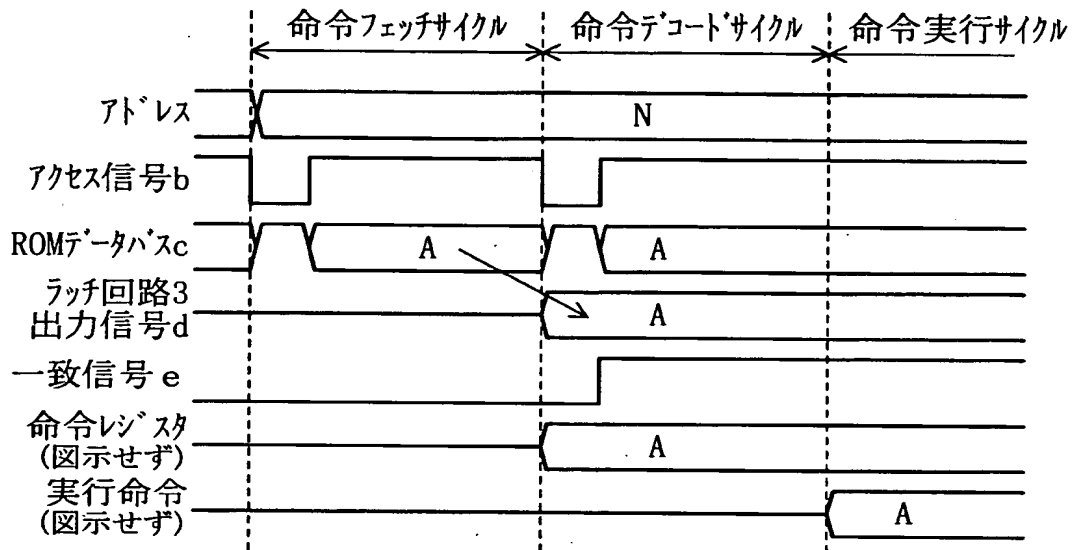 命令フェッチサイクル 命令デコードサイクル 命令実行サイクル
アドレス N
アクセス信号b
ROMデータバスc A A
ラッチ回路3
出力信号d A
一致信号e
命令レジスタ
(図示せず) A
実行命令
(図示せず) A